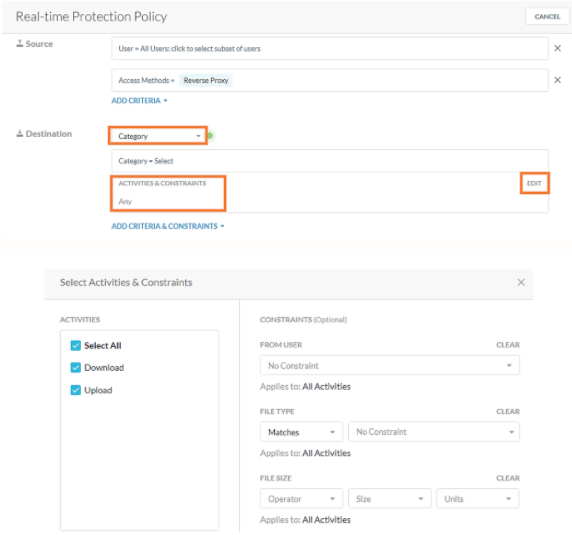 Real-time Protection Policy
CANCEL
Source
User = All Users: click to select subset of users
Access Methods = Reverse Proxy
ADD CRITERIA
Destination
Category
Category = Select
ACTIVITIES & CONSTRAINTS
EDIT
Any
ADD CRITERIA & CONSTRAINTS
Select Activities & Constraints
ACTIVITIES
CONSTRAINTS (Optional)
Select All
FROM USER CLEAR
Download
No Constraint
Upload
Applies to: All Activities
FILE TYPE CLEAR
Matches No Constraint
Applies to: All Activities
FILE SIZE CLEAR
Operator Size Units
Applies to: All Activities